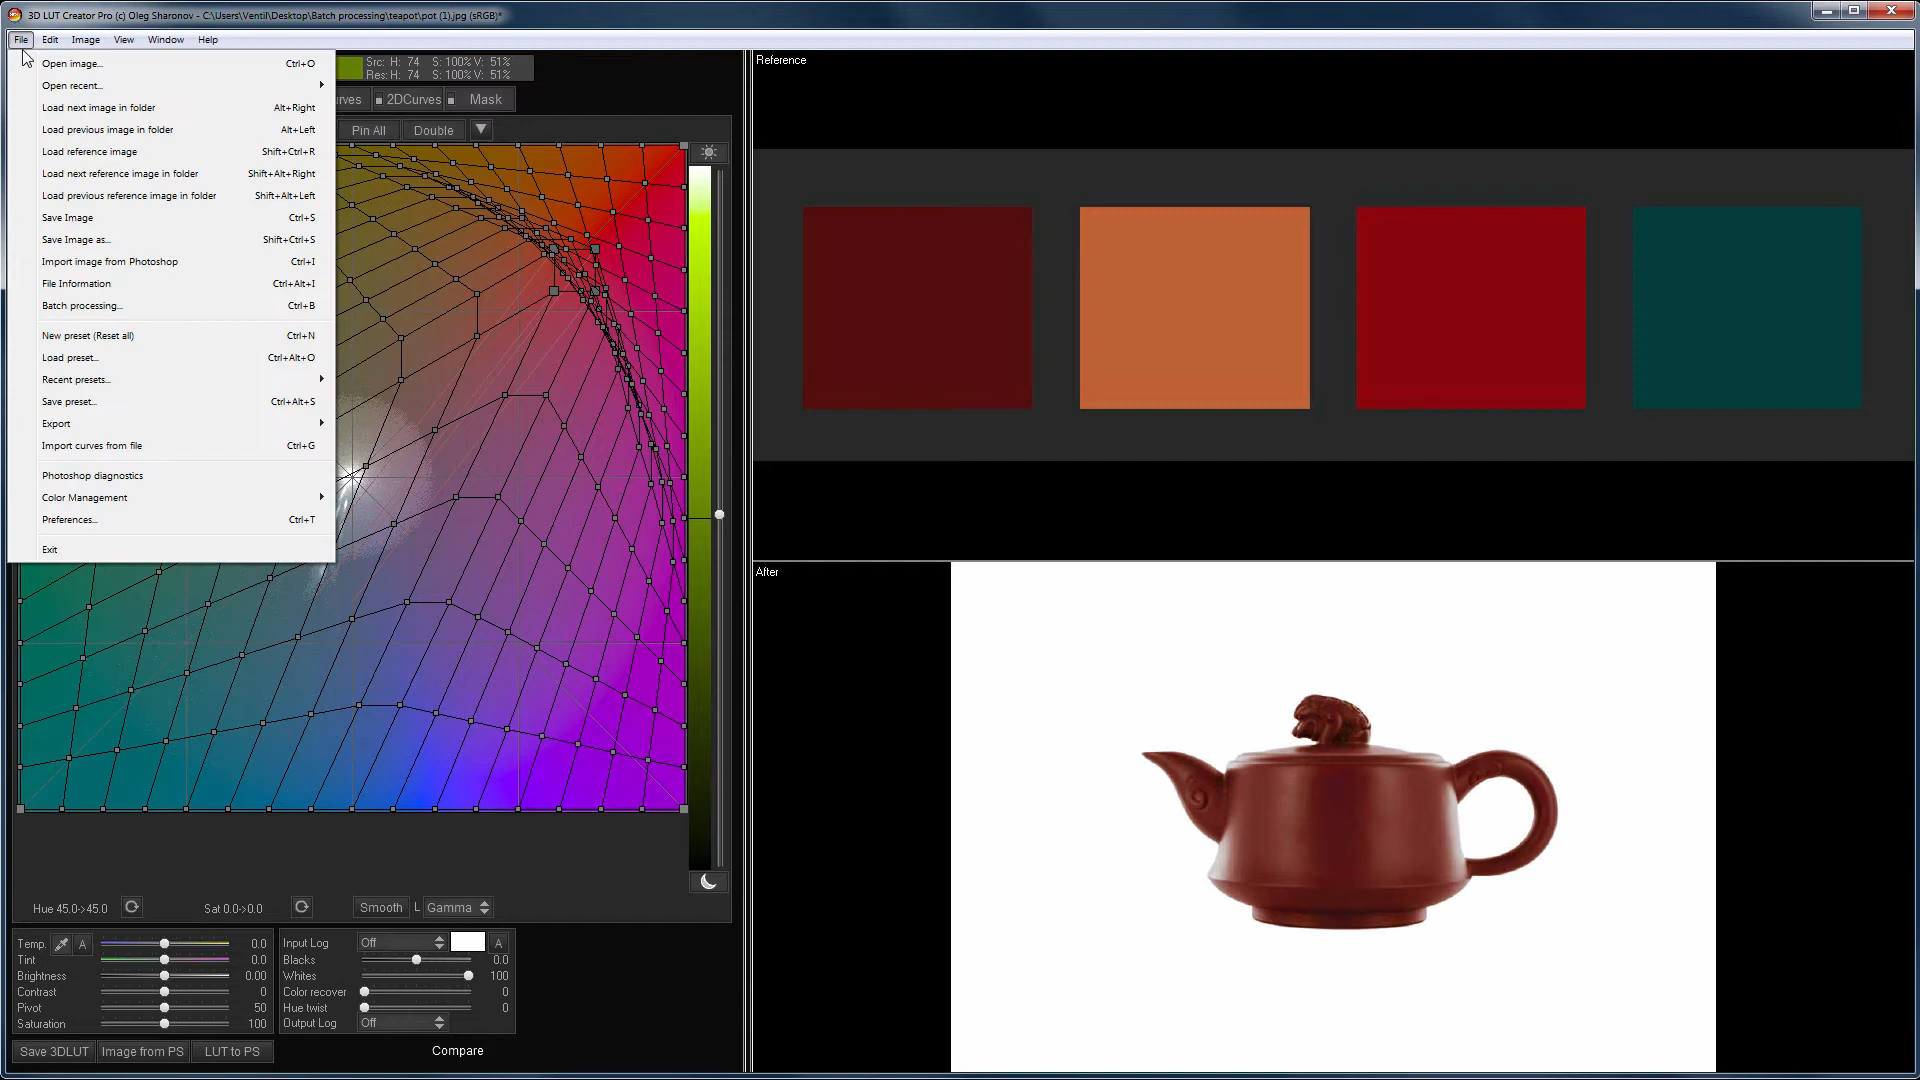 3D LUT Creator Pro (c) Oleg Sharonov - C:\Users\Ventil\Desktop\Batch processing\teapot\pot (1).jpg (sRGB)*
File Edit Image View Window Help
Open image... Ctrl+O
Open recent...
Load next image in folder Alt+Right
Load previous image in folder Alt+Left
Load reference image Shift+Ctrl+R
Load next reference image in folder Shift+Alt+Right
Load previous reference image in folder Shift+Alt+Left
Save Image Ctrl+S
Save Image as... Shift+Ctrl+S
Import image from Photoshop Ctrl+I
File Information Ctrl+Alt+I
Batch processing... Ctrl+B
New preset (Reset all) Ctrl+N
Load preset... Ctrl+Alt+O
Recent presets...
Save preset... Ctrl+Alt+S
Export
Import curves from file Ctrl+G
Photoshop diagnostics
Color Management
Preferences... Ctrl+T
Exit
Src: H: 74 S: 100% V: 51%
Res: H: 74 S: 100% V: 51%
rves 2DCurves Mask
Pin All Double
Reference
After
Hue 45.0->45.0 Sat 0.0->0.0 Smooth L Gamma
Temp. A 0.0
Tint 0.0
Brightness 0.00
Contrast 0
Pivot 50
Saturation 100
Input Log Off A
Blacks 0.0
Whites 100
Color recover 0
Hue twist 0
Output Log Off
Save 3DLUT Image from PS LUT to PS Compare